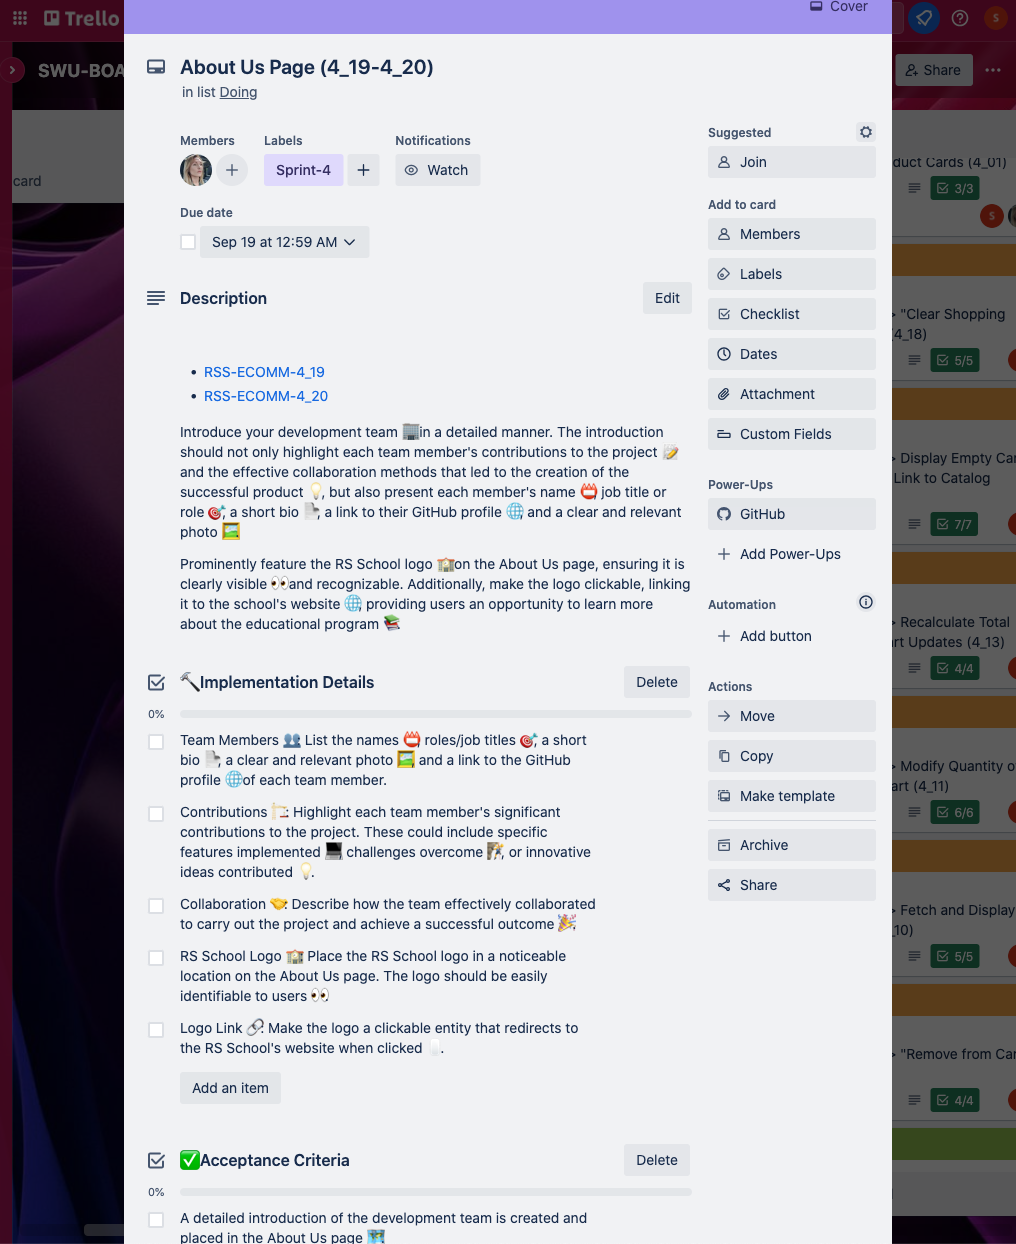 Cover
Trello
S
SWU-BOA
Share
About Us Page (4_19-4_20)
in list Doing
Members
Labels
Notifications
Sprint-4
Watch
Due date
Sep 19 at 12:59 AM
Description
Edit
RSS-ECOMM-4_19
RSS-ECOMM-4_20
Introduce your development team 🏢in a detailed manner. The introduction
should not only highlight each team member's contributions to the project 📝
and the effective collaboration methods that led to the creation of the
successful product 💡, but also present each member's name 📛, job title or
role 🎯, a short bio 📄, a link to their GitHub profile 🌐, and a clear and relevant
photo 🖼️.
Prominently feature the RS School logo 🏫on the About Us page, ensuring it is
clearly visible 👀and recognizable. Additionally, make the logo clickable, linking
it to the school's website 🌐, providing users an opportunity to learn more
about the educational program 📚.
🔨Implementation Details
Delete
0%
Team Members 👥: List the names 📛, roles/job titles 🎯, a short
bio 📄, a clear and relevant photo 🖼️, and a link to the GitHub
profile 🌐of each team member.
Contributions 🏗️: Highlight each team member's significant
contributions to the project. These could include specific
features implemented 💻, challenges overcome 🧗, or innovative
ideas contributed 💡.
Collaboration 🤝: Describe how the team effectively collaborated
to carry out the project and achieve a successful outcome 🎉.
RS School Logo 🏫: Place the RS School logo in a noticeable
location on the About Us page. The logo should be easily
identifiable to users 👀.
Logo Link 🔗: Make the logo a clickable entity that redirects to
the RS School's website when clicked 🖱️.
Add an item
✅Acceptance Criteria
Delete
0%
A detailed introduction of the development team is created and
placed in the About Us page 🗺️
Suggested
Join
Add to card
Members
Labels
Checklist
Dates
Attachment
Custom Fields
Power-Ups
GitHub
Add Power-Ups
Automation
Add button
Actions
Move
Copy
Make template
Archive
Share
card
duct Cards (4_01)
3/3
S
"Clear Shopping
(4_18)
5/5
Display Empty Car
Link to Catalog
7/7
Recalculate Total
rt Updates (4_13)
4/4
Modify Quantity o
art (4_11)
6/6
Fetch and Display
_10)
5/5
"Remove from Car
4/4